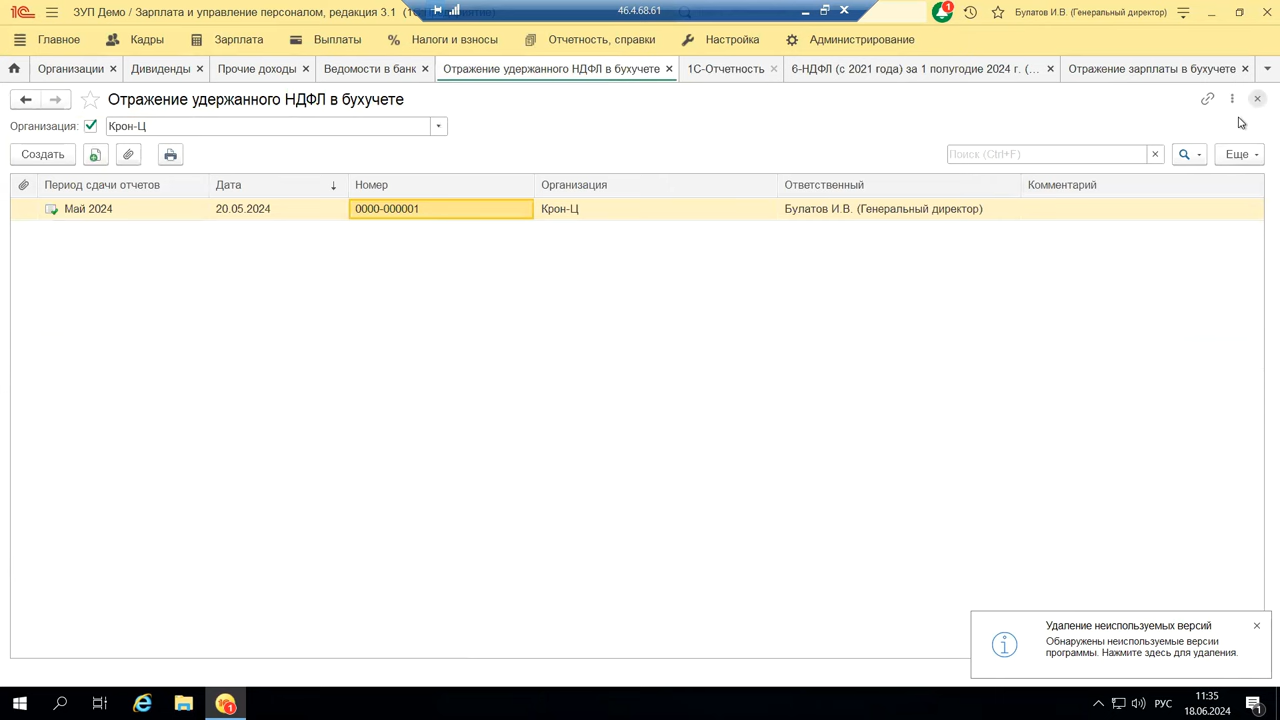 ЗУП Демо / Зарплата и управление персоналом, редакция 3.1 (1С
46.4.68.61
1
Булатов И.В. (Генеральный директор)
Главное
Кадры
Зарплата
Выплаты
Налоги и взносы
Отчетность, справки
Настройка
Администрирование
Организации
Дивиденды
Прочие доходы
Ведомости в банк
Отражение удержанного НДФЛ в бухучете
1С-Отчетность
6-НДФЛ (с 2021 года) за 1 полугодие 2024 г. (...
Отражение зарплаты в бухучете
Отражение удержанного НДФЛ в бухучете
Организация:
Крон-Ц
Создать
Поиск (Ctrl+F)
Еще
Период сдачи отчетов
Дата
Номер
Организация
Ответственный
Комментарий
Май 2024
20.05.2024
0000-000001
Крон-Ц
Булатов И.В. (Генеральный директор)
Удаление неиспользуемых версий
Обнаружены неиспользуемые версии
программы. Нажмите здесь для удаления.
1
РУС
11:35
18.06.2024
1